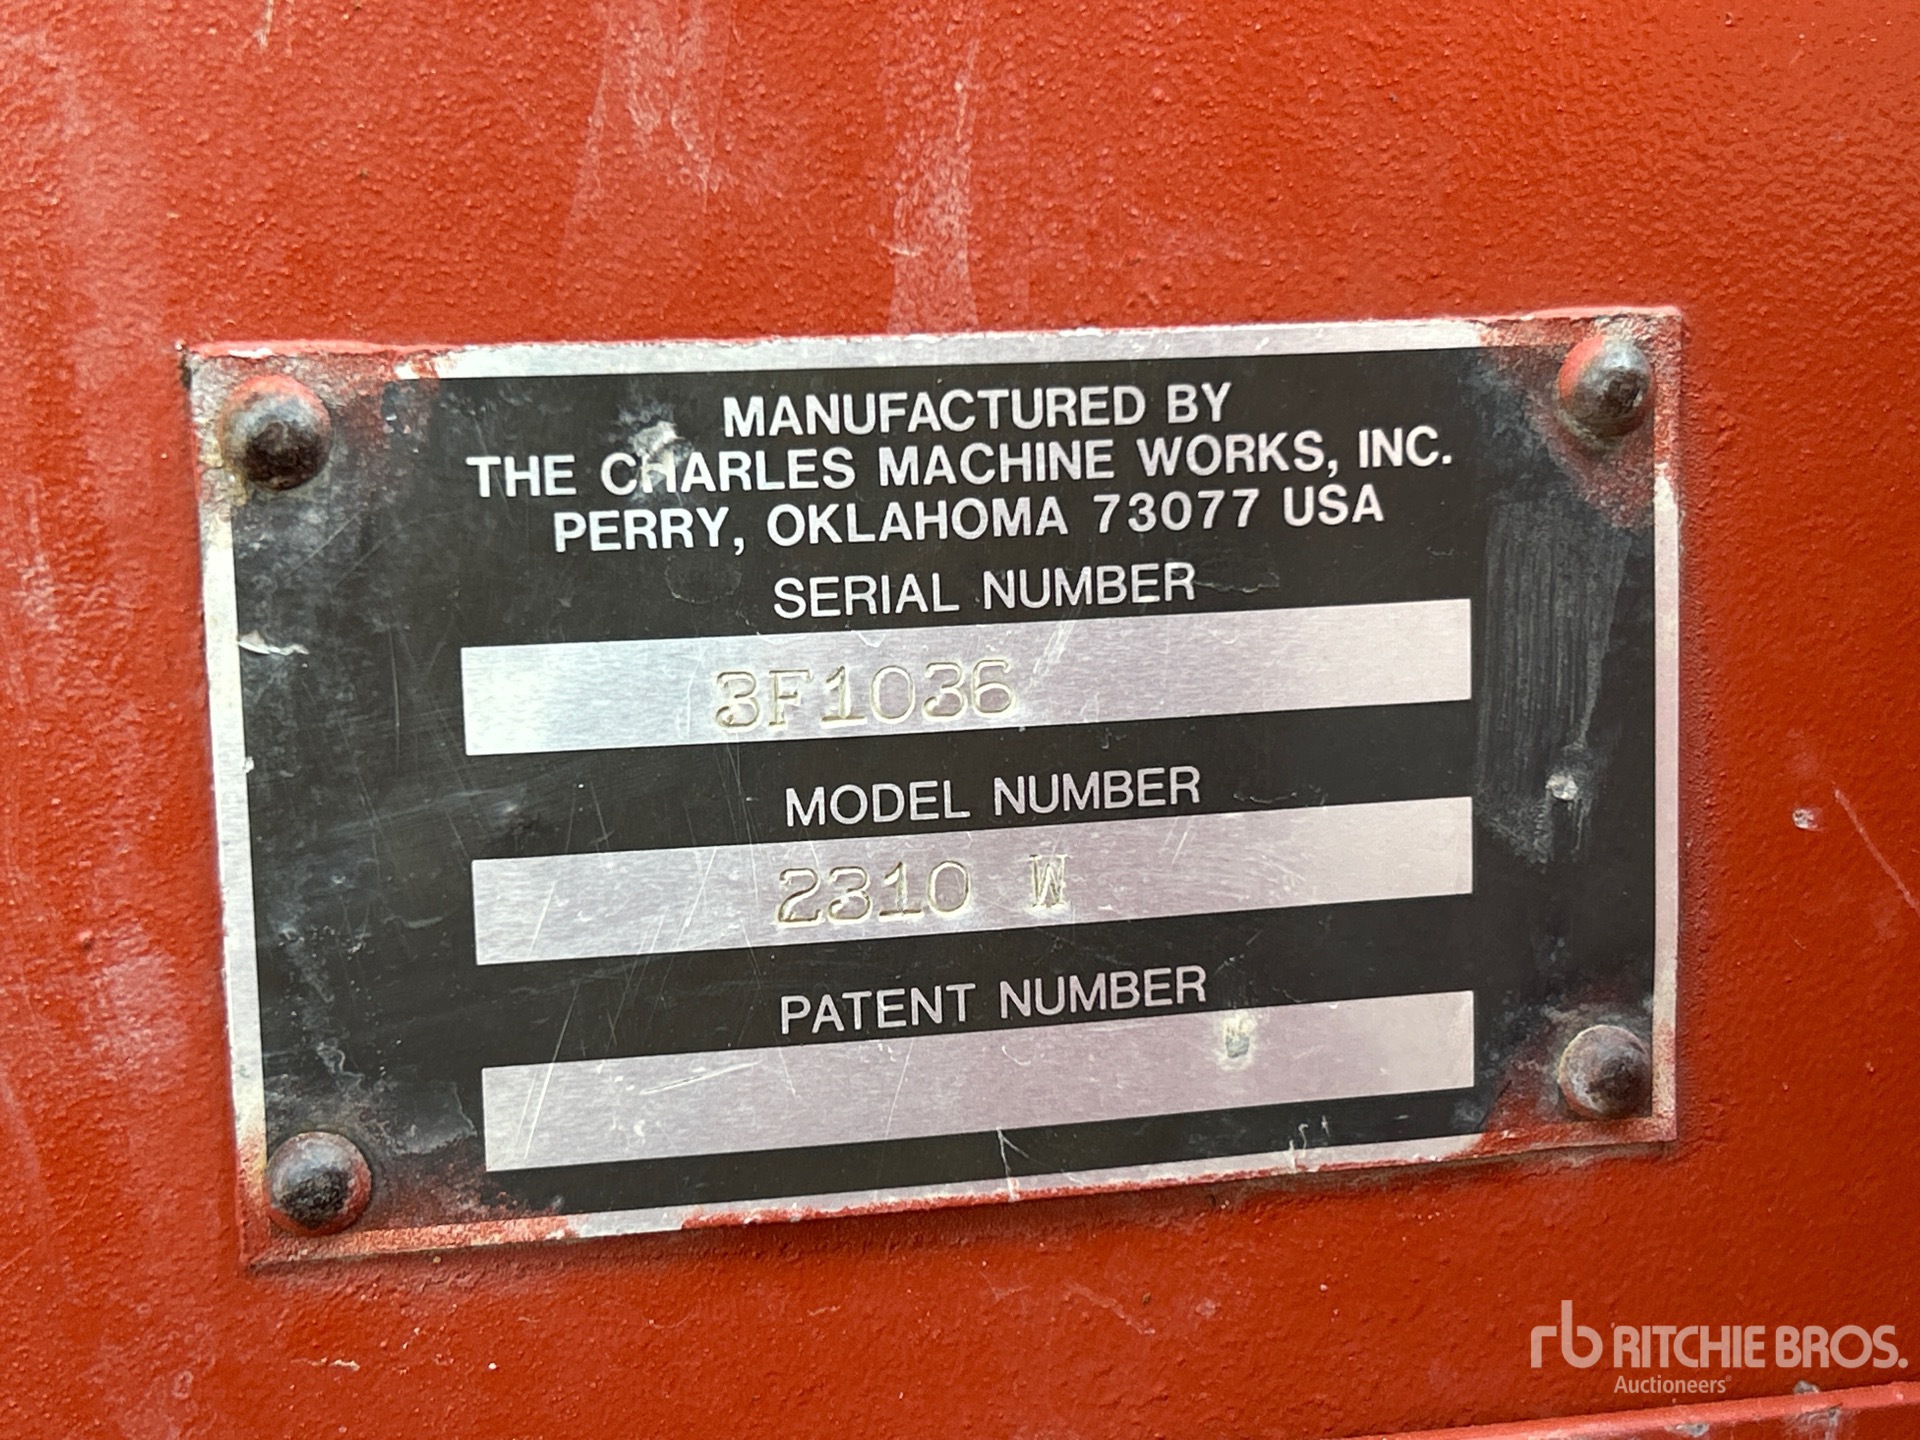 MANUFACTURED BY
THE CHARLES MACHINE WORKS, INC.
PERRY, OKLAHOMA 73077 USA
SERIAL NUMBER
3F1036
MODEL NUMBER
2310 W
PATENT NUMBER
rb RITCHIE BROS.
Auctioneers